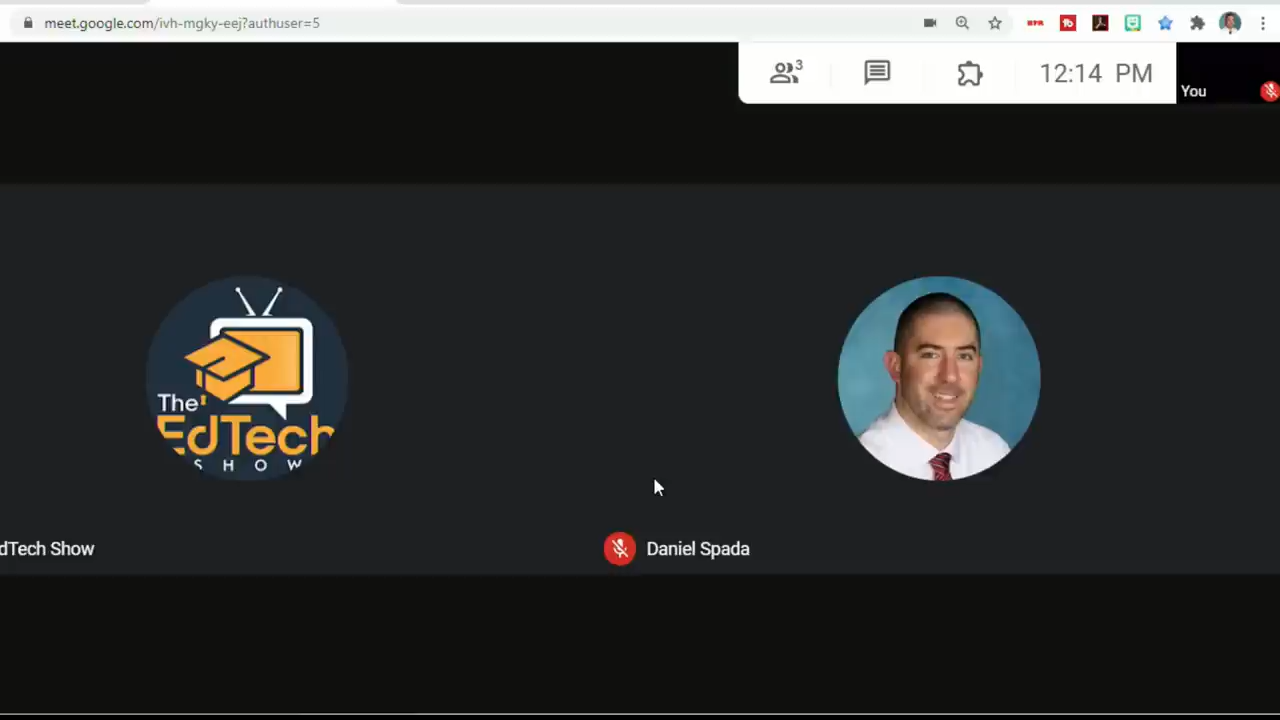 meet.google.com/ivh-mgky-eej?authuser=5
3
12:14 PM
You
The
EdTech
SHOW
dTech Show
Daniel Spada